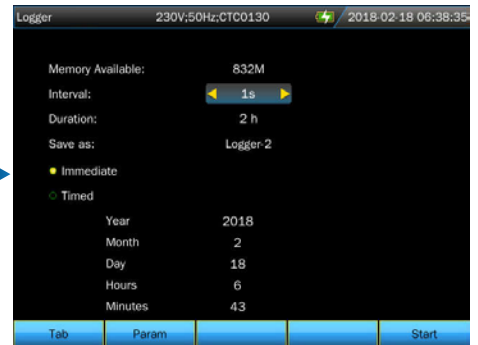 Logger 230V;50Hz;CTC0130 2018-02-18 06:38:35
Memory Available: 832M
Interval: 1s
Duration: 2 h
Save as: Logger-2
Immediate
Timed
Year 2018
Month 2
Day 18
Hours 6
Minutes 43
Tab Param Start